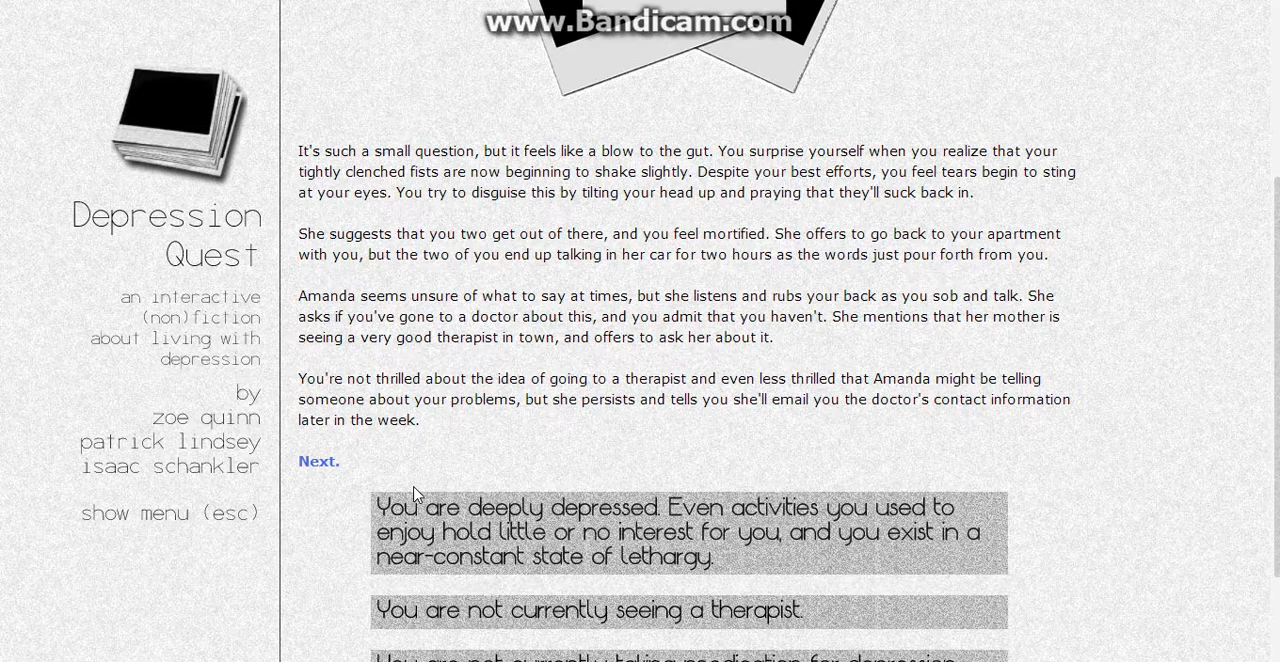 www.Bandicam.com
Depression
Quest
an interactive
(non)fiction
about living with
depression
by
zoe quinn
patrick lindsey
isaac schankler
show menu (esc)
It's such a small question, but it feels like a blow to the gut. You surprise yourself when you realize that your
tightly clenched fists are now beginning to shake slightly. Despite your best efforts, you feel tears begin to sting
at your eyes. You try to disguise this by tilting your head up and praying that they'll suck back in.
She suggests that you two get out of there, and you feel mortified. She offers to go back to your apartment
with you, but the two of you end up talking in her car for two hours as the words just pour forth from you.
Amanda seems unsure of what to say at times, but she listens and rubs your back as you sob and talk. She
asks if you've gone to a doctor about this, and you admit that you haven't. She mentions that her mother is
seeing a very good therapist in town, and offers to ask her about it.
You're not thrilled about the idea of going to a therapist and even less thrilled that Amanda might be telling
someone about your problems, but she persists and tells you she'll email you the doctor's contact information
later in the week.
Next.
You are deeply depressed. Even activities you used to
enjoy hold little or no interest for you, and you exist in a
near-constant state of lethargy.
You are not currently seeing a therapist.
You are not currently taking medication for depression.